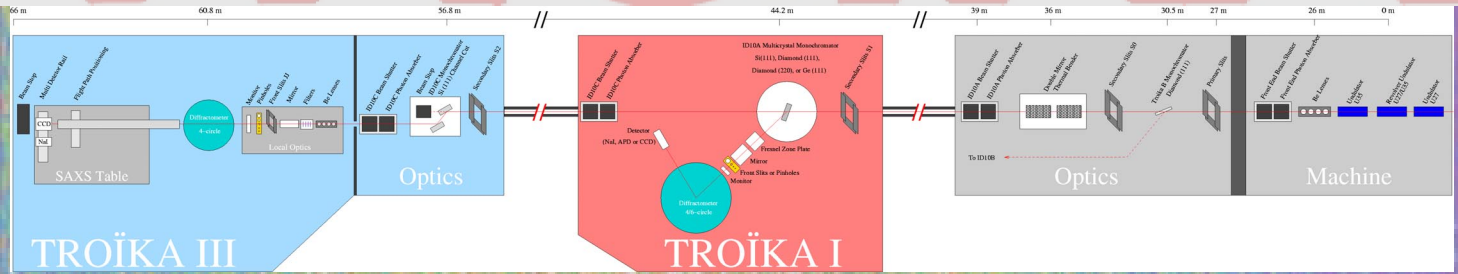 66 m
60.8 m
56.8 m
//
44.2 m
//
39 m
36 m
30.5 m
27 m
26 m
0 m
Beam Stop
Multi Detector Rail
Flight Path Positioning
CCD
NaI
SAXS Table
Diffractometer
4-circle
Monitor
Pinholes
Front Slits II
Mirror
Filters
Be Lenses
Local Optics
ID10C Beam Shutter
ID10C Photon Absorber
Beam Stop
ID10C Monochromator
Si (111) Channel Cut
Secondary Slits S2
Optics
TROÏKA III
ID10C Beam Shutter
ID10C Photon Absorber
ID10A Multicrystal Monochromator
Si(111), Diamond (111),
Diamond (220), or Ge (111)
Secondary Slits S1
Detector
(NaI, APD or CCD)
Fresnel Zone Plate
Mirror
Front Slits or Pinholes
Monitor
Diffractometer
4/6-circle
TROÏKA I
ID10A Beam Shutter
ID10A Photon Absorber
Double Mirror
Thermal Bender
Secondary Slits S0
Troika B Monochromator
Diamond (111)
Primary Slits
To ID10B
Optics
Front End Beam Shutter
Front End Photon Absorber
Be Lenses
Undulator
U35
Revolver Undulator
U27/U35
Undulator
U27
Machine